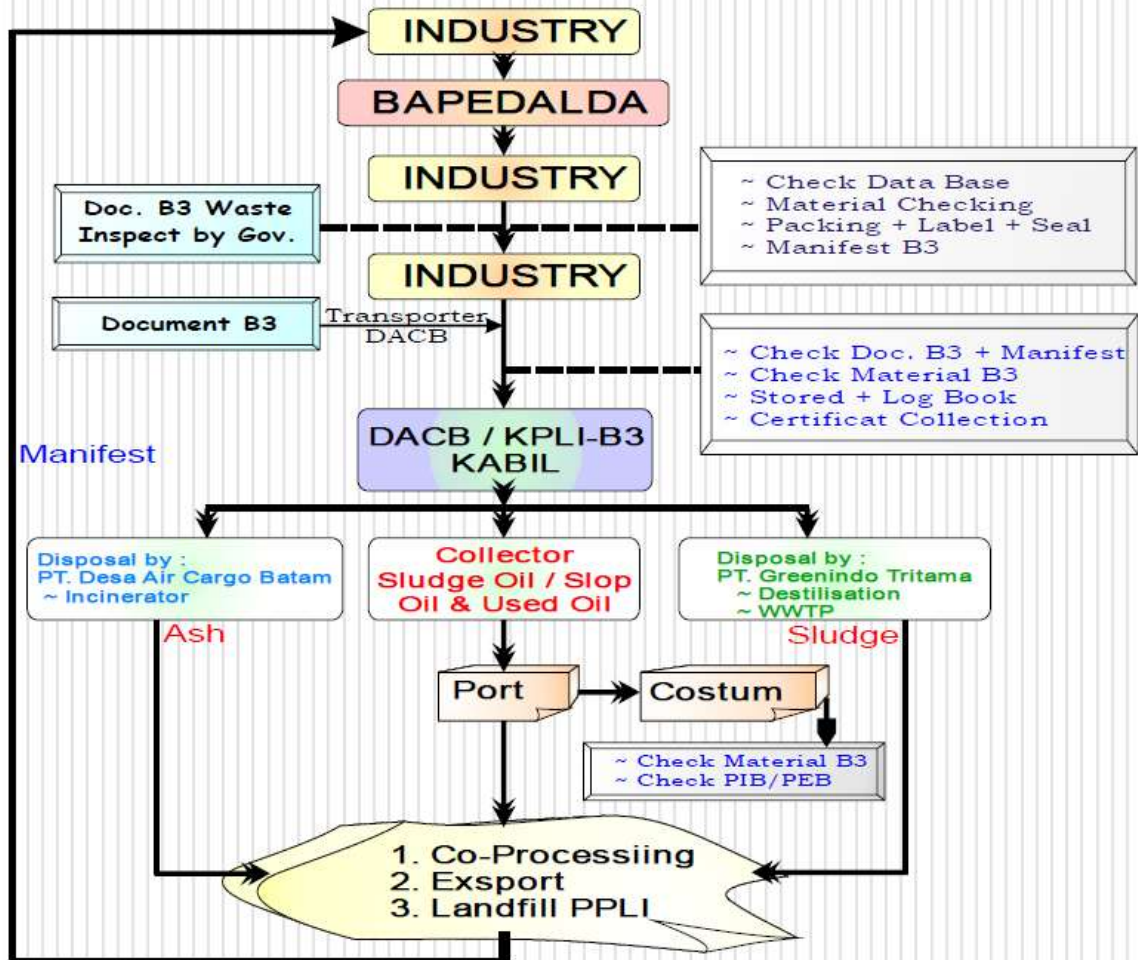 INDUSTRY
BAPEDALDA
INDUSTRY
Doc. B3 Waste
Inspect by Gov.
~ Check Data Base
~ Material Checking
~ Packing + Label + Seal
~ Manifest B3
INDUSTRY
Document B3
Transporter
DACB
~ Check Doc. B3 + Manifest
~ Check Material B3
~ Stored + Log Book
~ Certificat Collection
DACB / KPLI-B3
KABIL
Manifest
Disposal by :
PT. Desa Air Cargo Batam
~ Incinerator
Collector
Sludge Oil / Slop
Oil & Used Oil
Disposal by :
PT. Greenindo Tritama
~ Destilisation
~ WWTP
Ash
Sludge
Port
Costum
~ Check Material B3
~ Check PIB/PEB
1. Co-Processiing
2. Exsport
3. Landfill PPLI